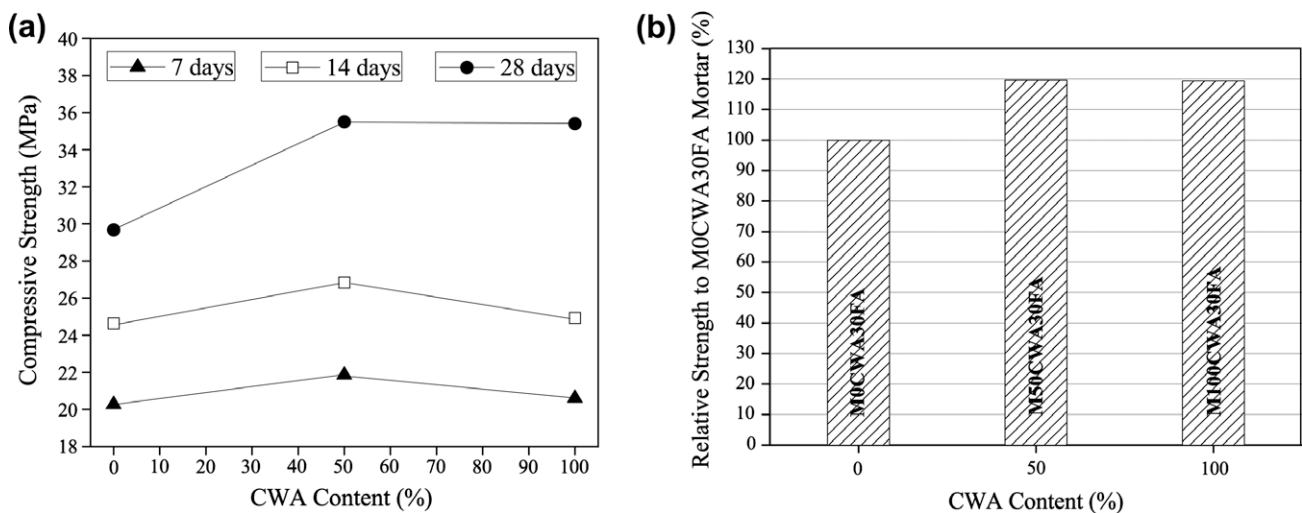 (a)
Compressive Strength (MPa)
40
38
36
34
32
30
28
26
24
22
20
18
7 days
14 days
28 days
0 10 20 30 40 50 60 70 80 90 100
CWA Content (%)
(b)
Relative Strength to M0CWA30FA Mortar (%)
130
120
110
100
90
80
70
60
50
40
30
20
10
0
M0CWA30FA
M50CWA30FA
M100CWA30FA
0 50 100
CWA Content (%)